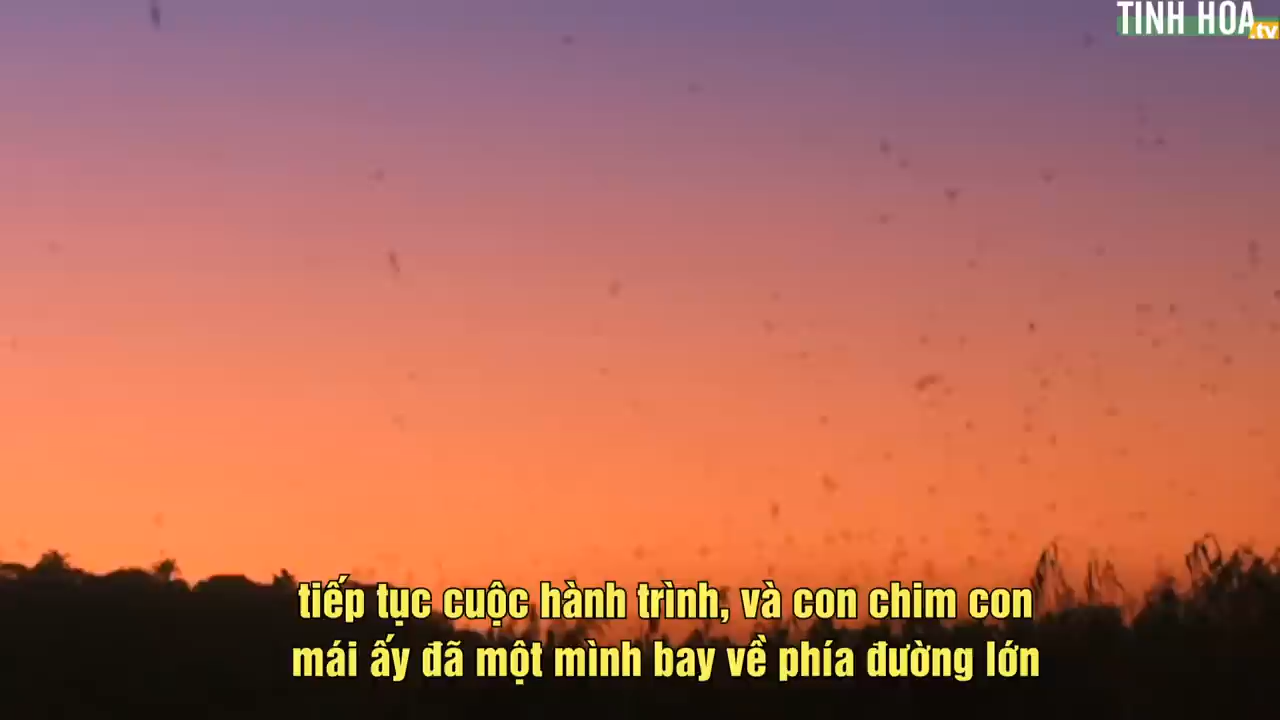 TINH HOA
.tv
tiếp tục cuộc hành trình, và con chim con
mái ấy đã một mình bay về phía đường lớn